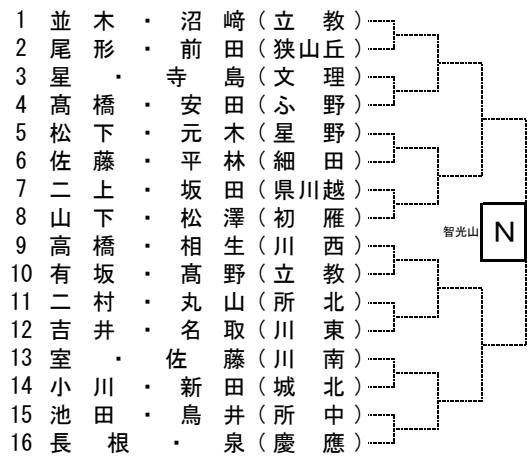 1 並木・沼﨑(立教)
2 尾形・前田(狭山丘)
3 星・寺島(文理)
4 髙橋・安田(ふ野)
5 松下・元木(星野)
6 佐藤・平林(細田)
7 二上・坂田(県川越)
8 山下・松澤(初雁)
智光山 N
9 高橋・相生(川西)
10 有坂・髙野(立教)
11 二村・丸山(所北)
12 吉井・名取(川東)
13 室・佐藤(川南)
14 小川・新田(城北)
15 池田・鳥井(所中)
16 長根・泉(慶應)